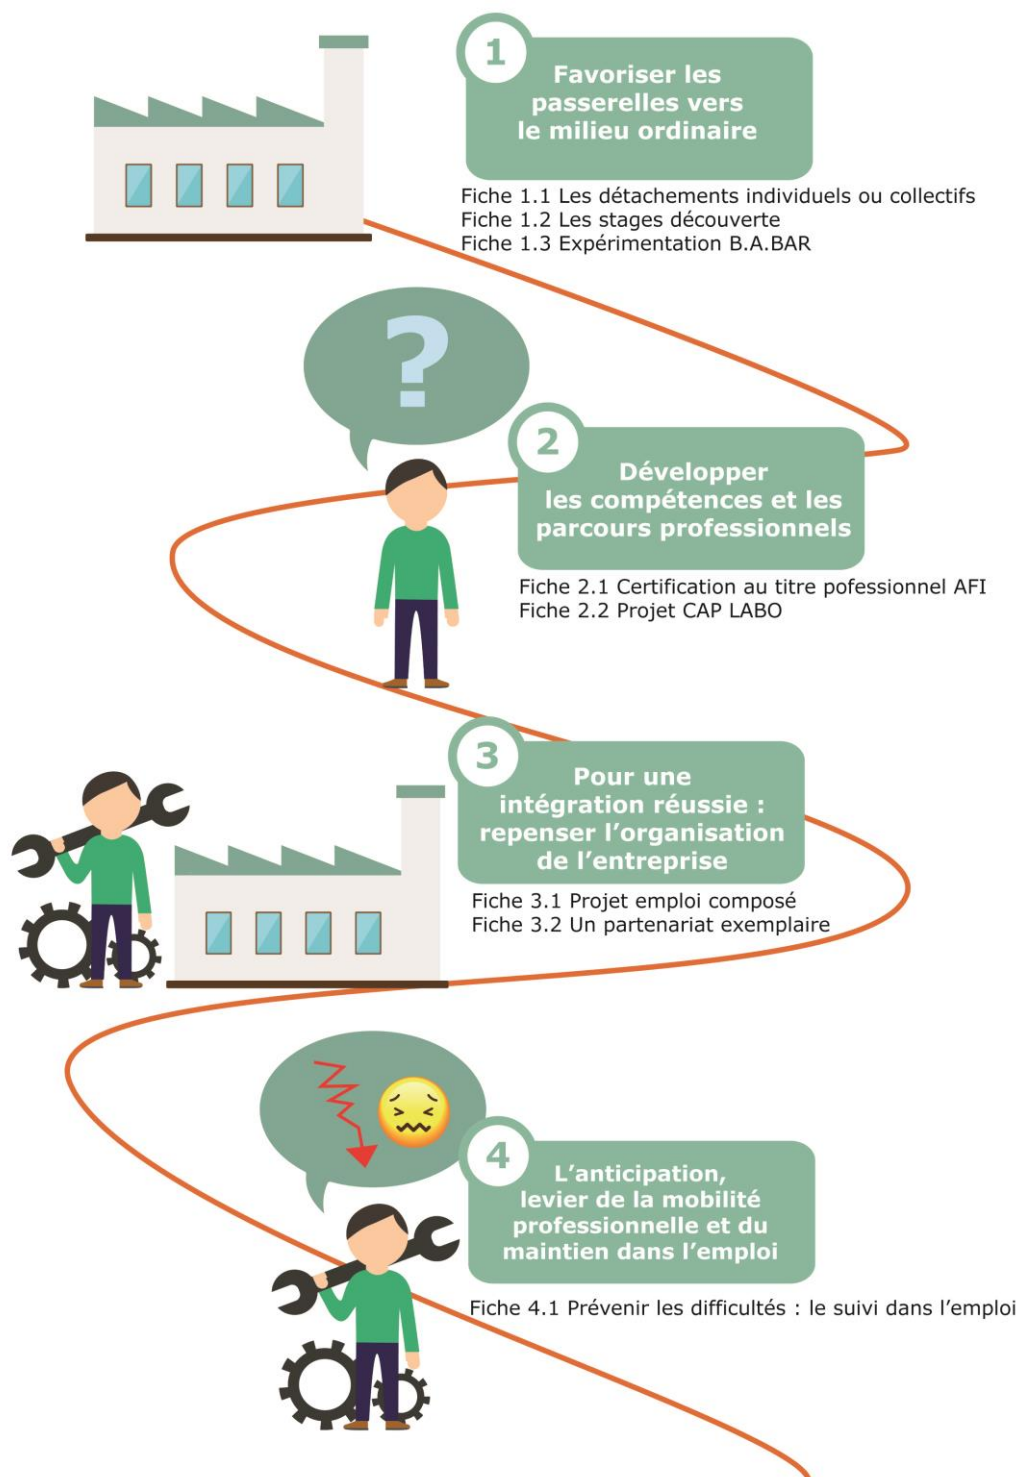 1
Favoriser les
passerelles vers
le milieu ordinaire
Fiche 1.1 Les détachements individuels ou collectifs
Fiche 1.2 Les stages découverte
Fiche 1.3 Expérimentation B.A.BAR
?
2
Développer
les compétences et les
parcours professionnels
Fiche 2.1 Certification au titre pofessionnel AFI
Fiche 2.2 Projet CAP LABO
3
Pour une
intégration réussie :
repenser l’organisation
de l’entreprise
Fiche 3.1 Projet emploi composé
Fiche 3.2 Un partenariat exemplaire
4
L’anticipation,
levier de la mobilité
professionnelle et du
maintien dans l’emploi
Fiche 4.1 Prévenir les difficultés : le suivi dans l’emploi